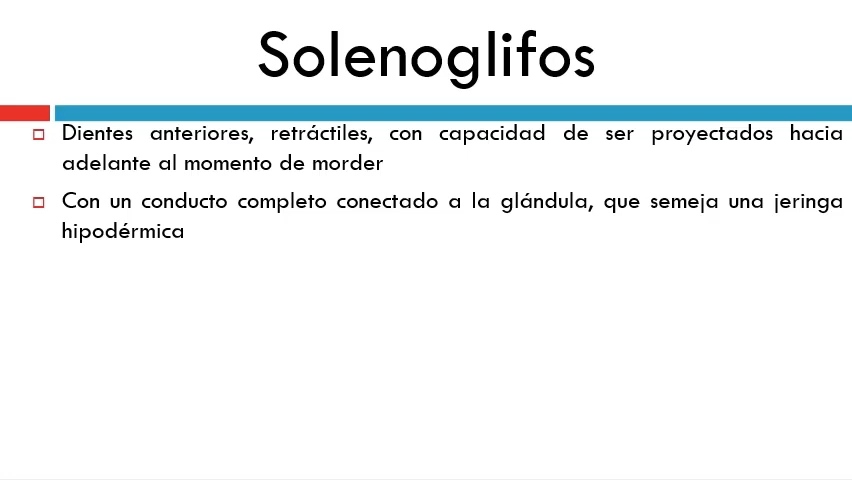 Solenoglifos
Dientes anteriores, retráctiles, con capacidad de ser proyectados hacia
adelante al momento de morder
Con un conducto completo conectado a la glándula, que semeja una jeringa
hipodérmica